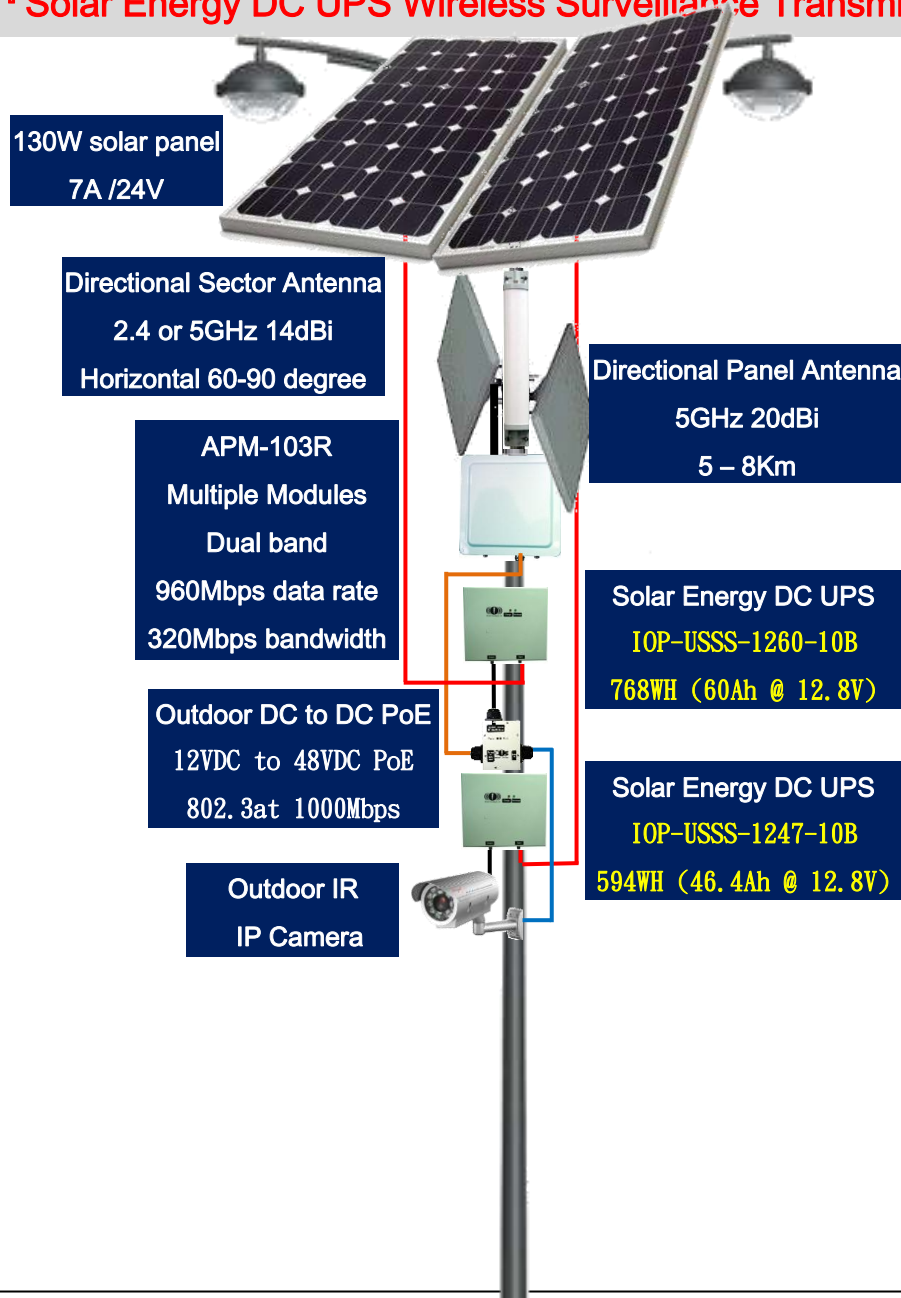 Solar Energy DC UPS Wireless Surveillance Transmi
130W solar panel
7A /24V
Directional Sector Antenna
2.4 or 5GHz 14dBi
Horizontal 60-90 degree
Directional Panel Antenna
5GHz 20dBi
5 – 8Km
APM-103R
Multiple Modules
Dual band
960Mbps data rate
320Mbps bandwidth
Solar Energy DC UPS
IOP-USSS-1260-10B
768WH (60Ah @ 12.8V)
Outdoor DC to DC PoE
12VDC to 48VDC PoE
802.3at 1000Mbps
Solar Energy DC UPS
IOP-USSS-1247-10B
594WH (46.4Ah @ 12.8V)
Outdoor IR
IP Camera